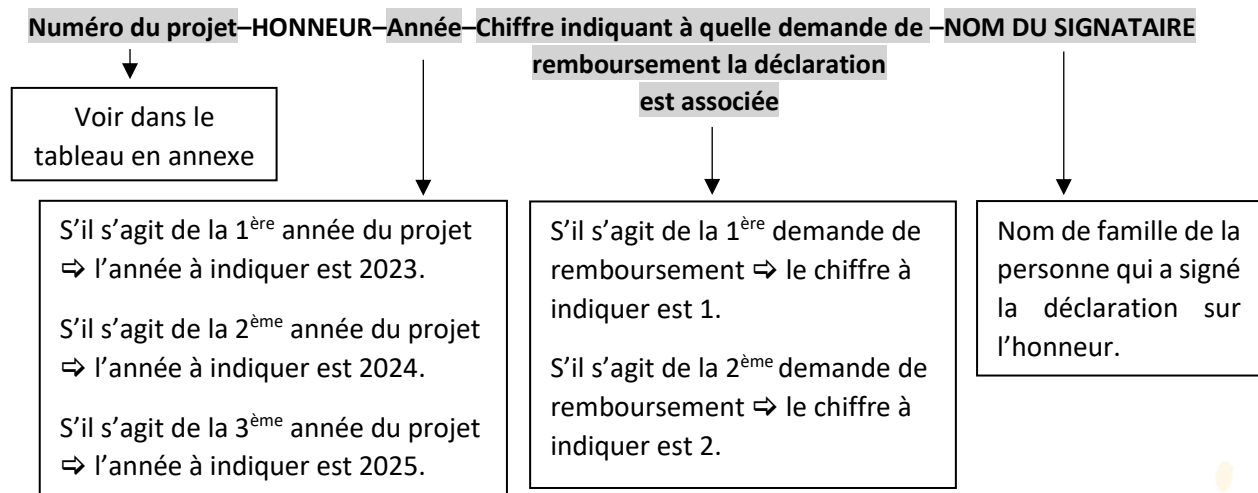 Numéro du projet–HONNEUR–Année–Chiffre indiquant à quelle demande de –NOM DU SIGNATAIRE
remboursement la déclaration
est associée
Voir dans le
tableau en annexe
S’il s’agit de la 1ère année du projet
⇨ l’année à indiquer est 2023.
S’il s’agit de la 2ème année du projet
⇨ l’année à indiquer est 2024.
S’il s’agit de la 3ème année du projet
⇨ l’année à indiquer est 2025.
S’il s’agit de la 1ère demande de
remboursement ⇨ le chiffre à
indiquer est 1.
S’il s’agit de la 2ème demande de
remboursement ⇨ le chiffre à
indiquer est 2.
Nom de famille de la
personne qui a signé
la déclaration sur
l’honneur.